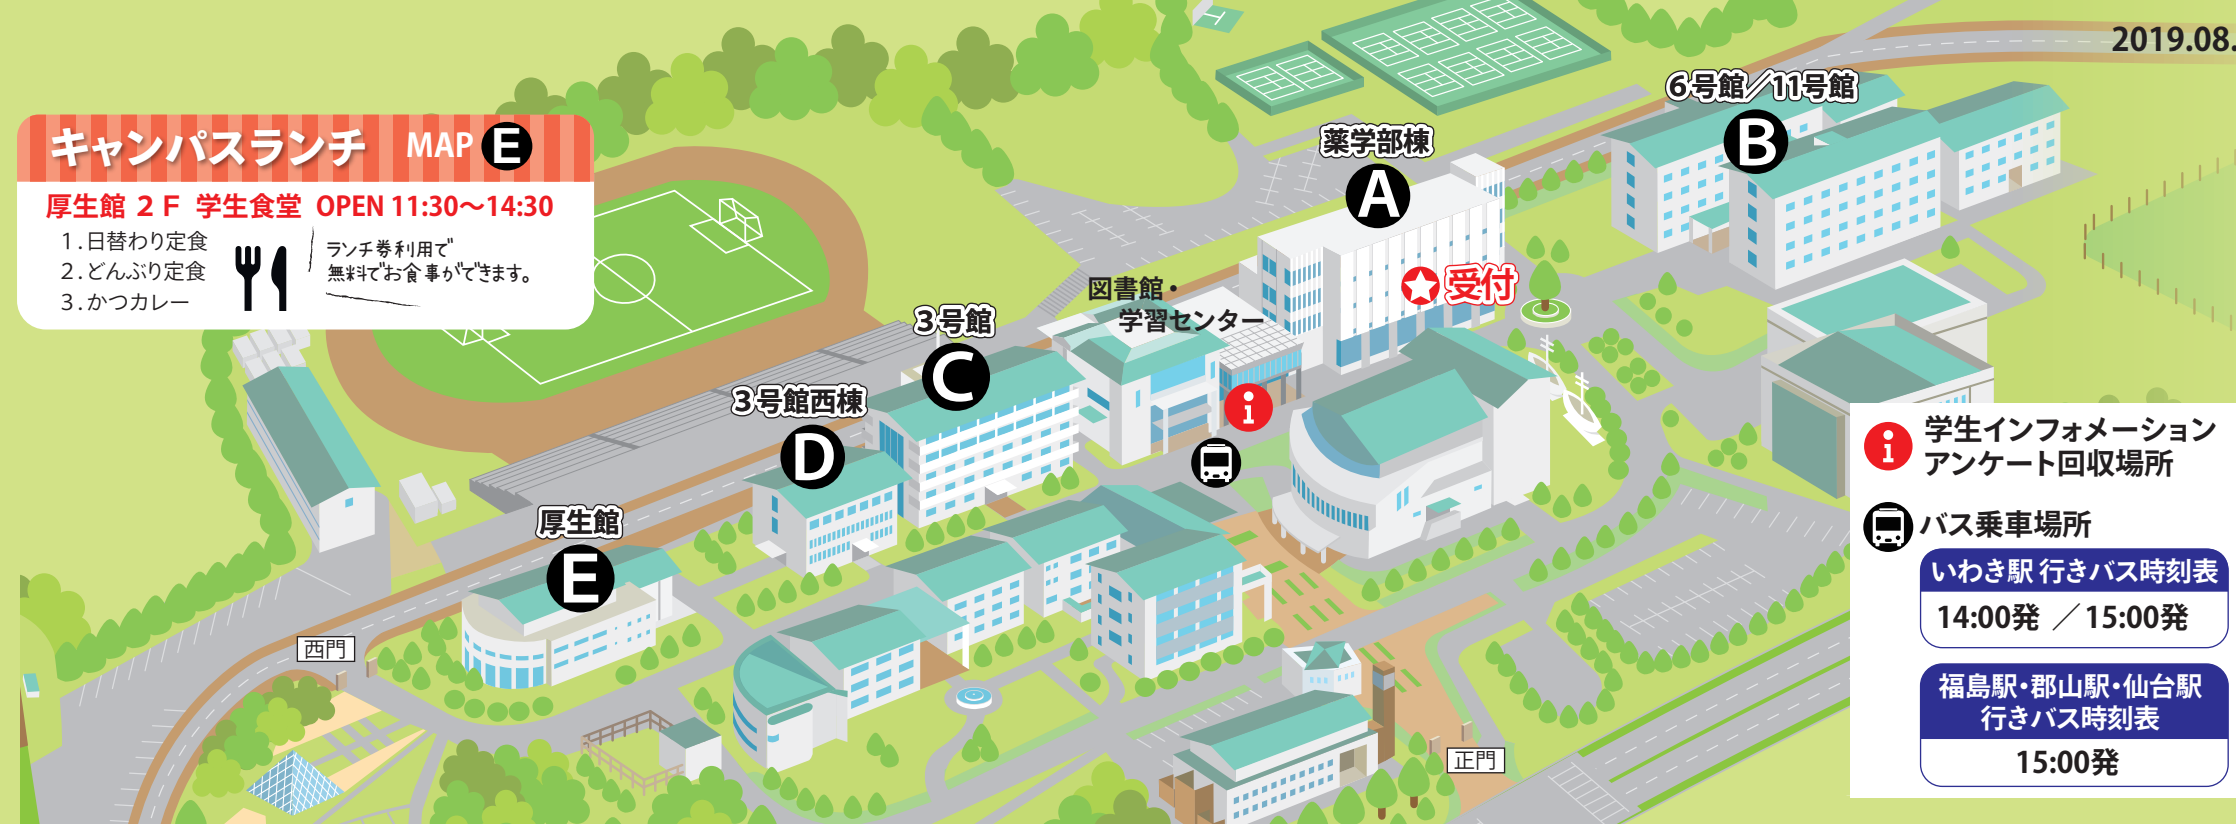 2019.08.
キャンパスランチ MAP E
厚生館 2F 学生食堂 OPEN 11:30〜14:30
1.日替わり定食
2.どんぶり定食
3.かつカレー
ランチ券利用で
無料でお食事ができます。
6号館／11号館
B
薬学部棟
A
受付
図書館・
学習センター
3号館
C
3号館西棟
D
厚生館
E
i
西門
正門
i 学生インフォメーション
アンケート回収場所
バス乗車場所
いわき駅 行きバス時刻表
14:00発 ／15:00発
福島駅・郡山駅・仙台駅
行きバス時刻表
15:00発